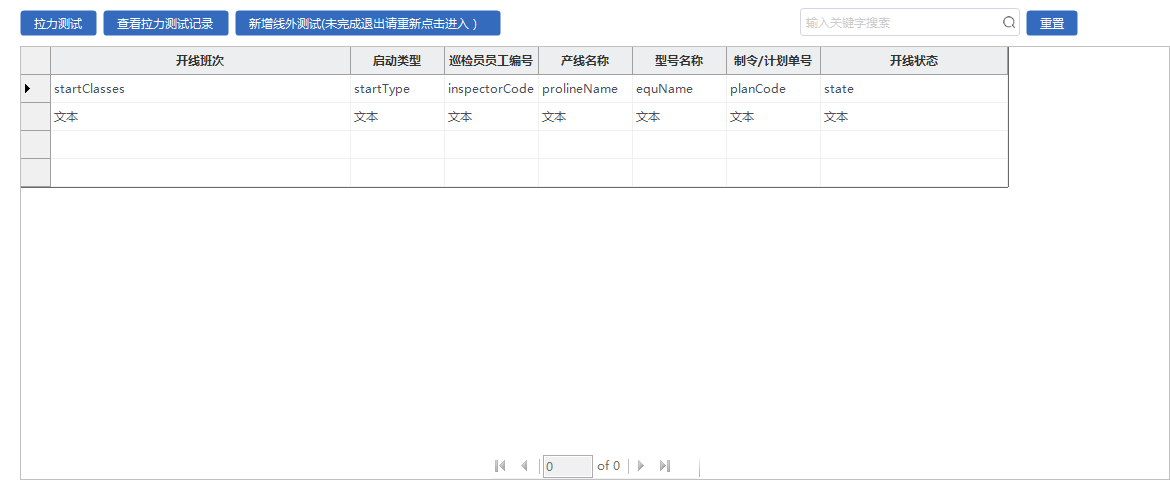 拉力测试 查看拉力测试记录 新增线外测试(未完成退出请重新点击进入 ) 输入关键字搜索 重置
开线班次 启动类型 巡检员员工编号 产线名称 型号名称 制令/计划单号 开线状态
startClasses startType inspectorCode prolineName equName planCode state
文本 文本 文本 文本 文本 文本 文本
0 of 0